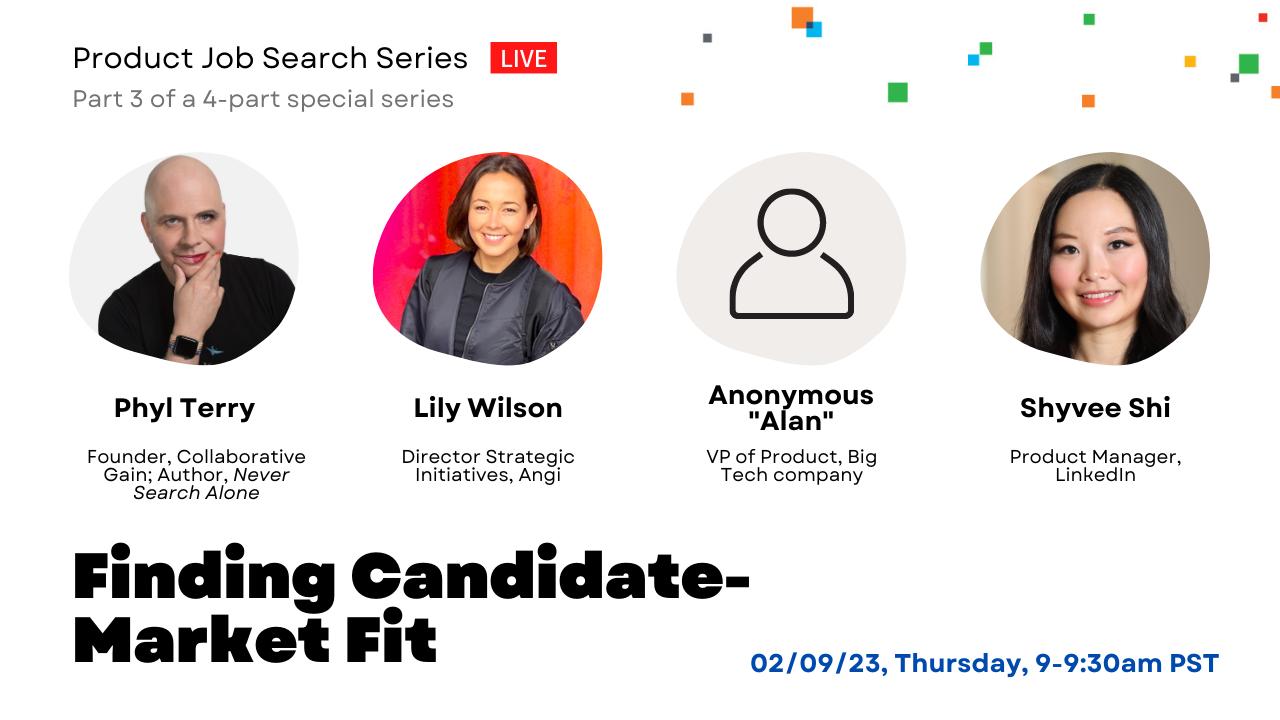 Product Job Search Series LIVE
Part 3 of a 4-part special series
Phyl Terry
Founder, Collaborative
Gain; Author, Never
Search Alone
Lily Wilson
Director Strategic
Initiatives, Angi
Anonymous
"Alan"
VP of Product, Big
Tech company
Shyvee Shi
Product Manager,
LinkedIn
Finding Candidate-
Market Fit
02/09/23, Thursday, 9-9:30am PST